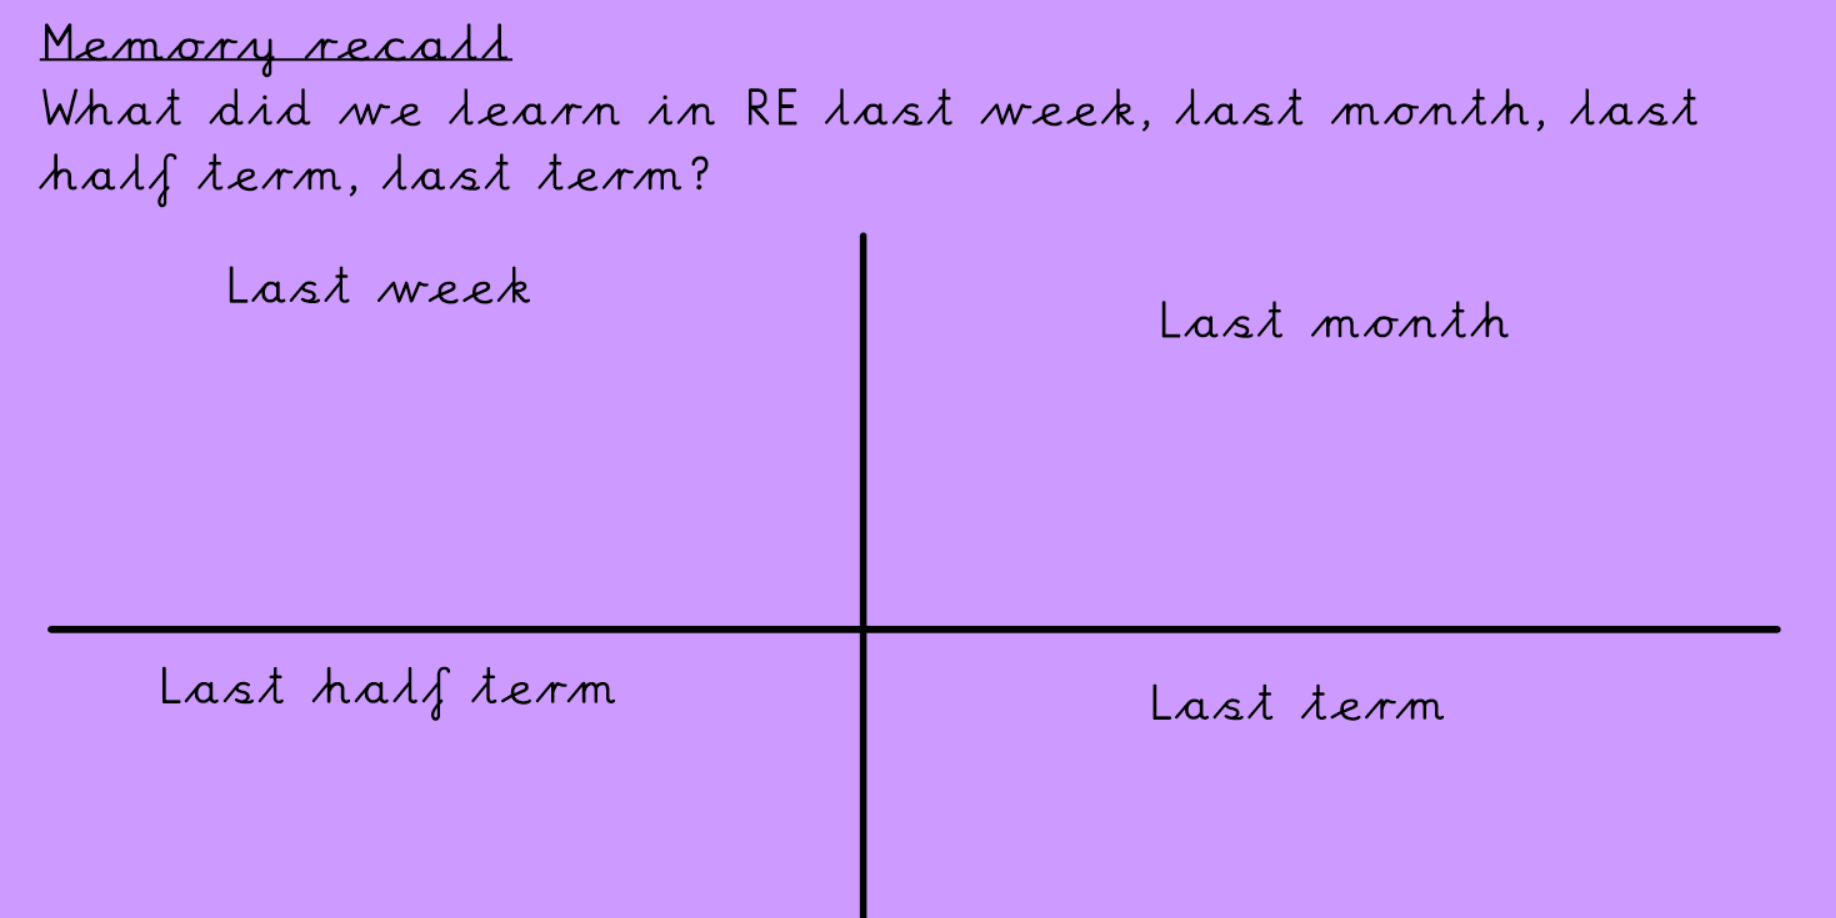 Memory recall
What did we learn in RE last week, last month, last
half term, last term?
Last week
Last month
Last half term
Last term